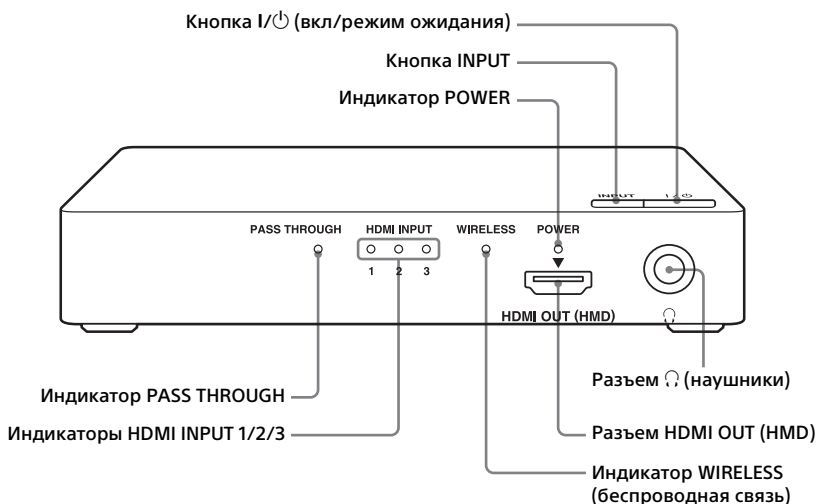 Кнопка I/⏻ (вкл/режим ожидания)
Кнопка INPUT
Индикатор POWER
INPUT I / ⏻
PASS THROUGH HDMI INPUT WIRELESS POWER
1 2 3
HDMI OUT (HMD)
Индикатор PASS THROUGH
Индикаторы HDMI INPUT 1/2/3
Разъем 🎧 (наушники)
Разъем HDMI OUT (HMD)
Индикатор WIRELESS
(беспроводная связь)